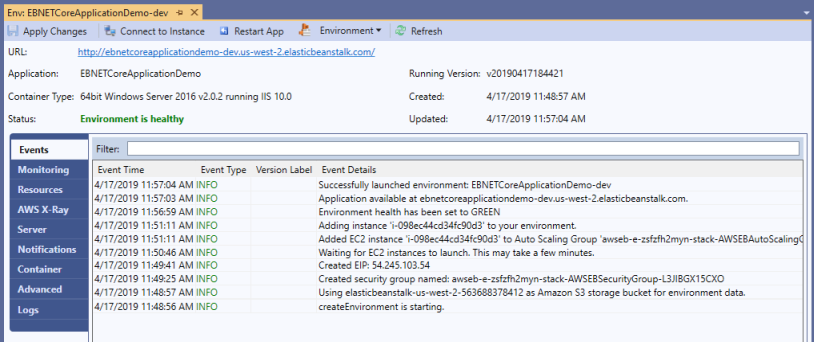 Env: EBNETCoreApplicationDemo-dev
Apply Changes Connect to Instance Restart App Environment Refresh
URL: http://ebnetcoreapplicationdemo-dev.us-west-2.elasticbeanstalk.com/
Application: EBNETCoreApplicationDemo Running Version: v20190417184421
Container Type: 64bit Windows Server 2016 v2.0.2 running IIS 10.0 Created: 4/17/2019 11:48:57 AM
Status: Environment is healthy Updated: 4/17/2019 11:57:04 AM
Events
Monitoring
Resources
AWS X-Ray
Server
Notifications
Container
Advanced
Logs
Filter:
Event Time Event Type Version Label Event Details
4/17/2019 11:57:04 AM INFO Successfully launched environment: EBNETCoreApplicationDemo-dev
4/17/2019 11:57:03 AM INFO Application available at ebnetcoreapplicationdemo-dev.us-west-2.elasticbeanstalk.com.
4/17/2019 11:56:59 AM INFO Environment health has been set to GREEN
4/17/2019 11:51:11 AM INFO Adding instance 'i-098ec44cd34fc90d3' to your environment.
4/17/2019 11:51:11 AM INFO Added EC2 instance 'i-098ec44cd34fc90d3' to Auto Scaling Group 'awseb-e-zsfzfh2myn-stack-AWSEBAutoScalingG
4/17/2019 11:50:46 AM INFO Waiting for EC2 instances to launch. This may take a few minutes.
4/17/2019 11:49:41 AM INFO Created EIP: 54.245.103.54
4/17/2019 11:49:25 AM INFO Created security group named: awseb-e-zsfzfh2myn-stack-AWSEBSecurityGroup-L3JIBGX15CXO
4/17/2019 11:48:57 AM INFO Using elasticbeanstalk-us-west-2-563688378412 as Amazon S3 storage bucket for environment data.
4/17/2019 11:48:56 AM INFO createEnvironment is starting.